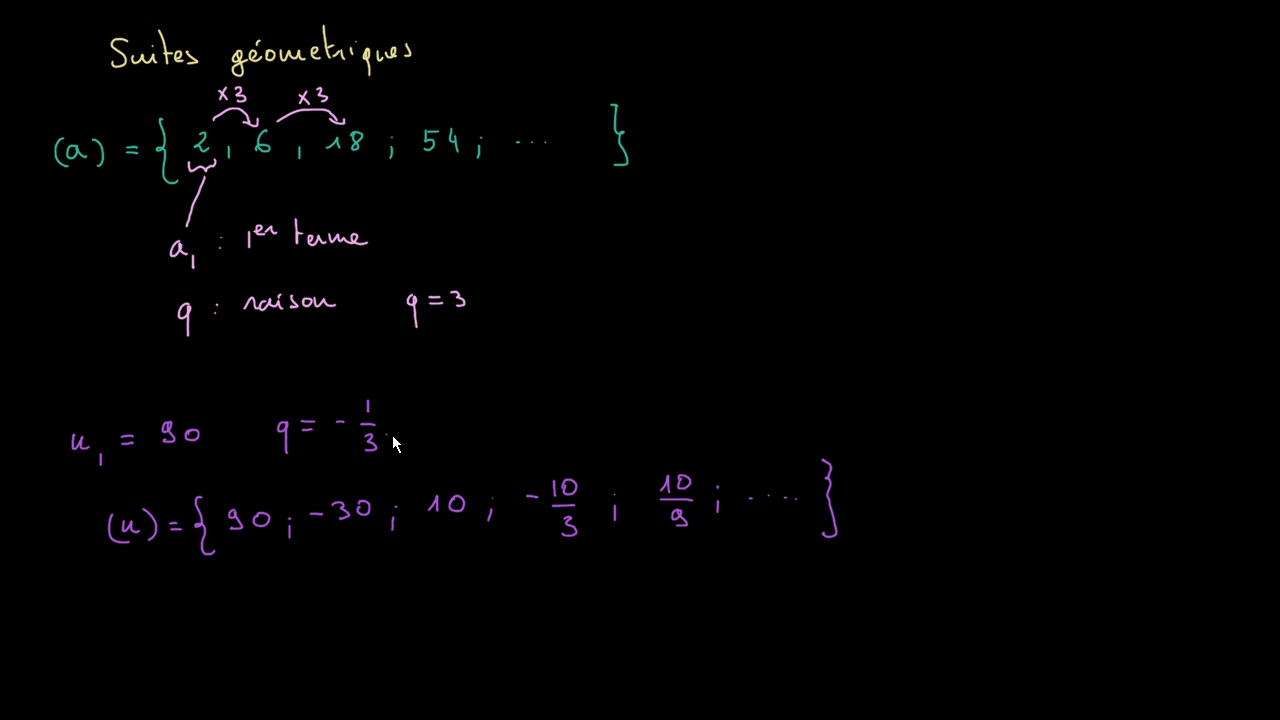 Suites géometriques
×3 ×3
(a) = { 2 ; 6 ; 18 ; 54 ; ... }
a₁ : 1er terme
q : raison q = 3
u₁ = 90 q = -1/3
(u) = { 90 ; -30 ; 10 ; -10/3 ; 10/9 ; .... }